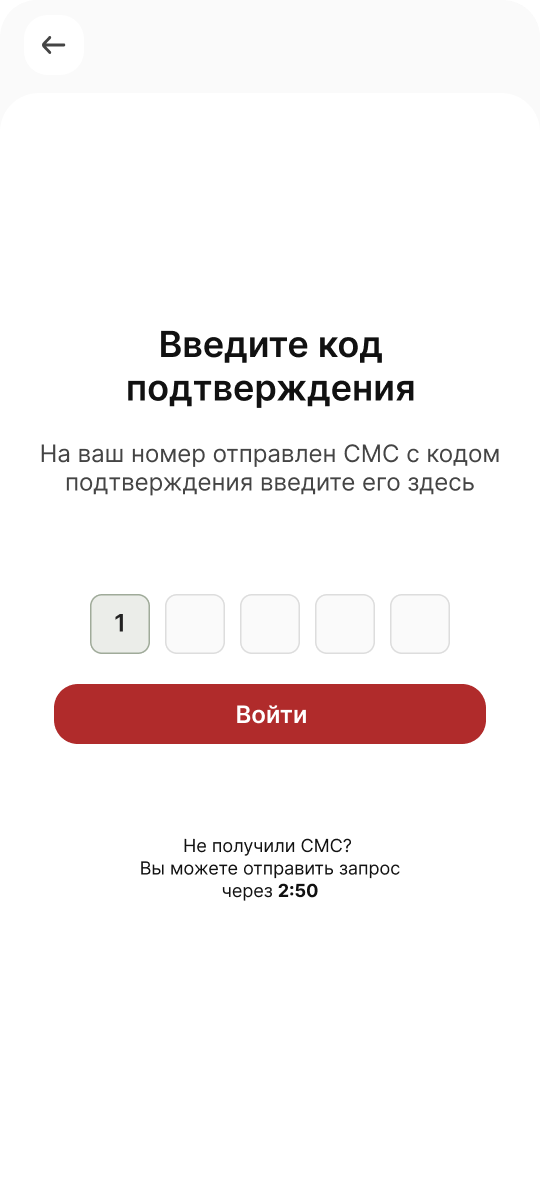 Введите код
подтверждения
На ваш номер отправлен СМС с кодом
подтверждения введите его здесь
1
Войти
Не получили СМС?
Вы можете отправить запрос
через 2:50